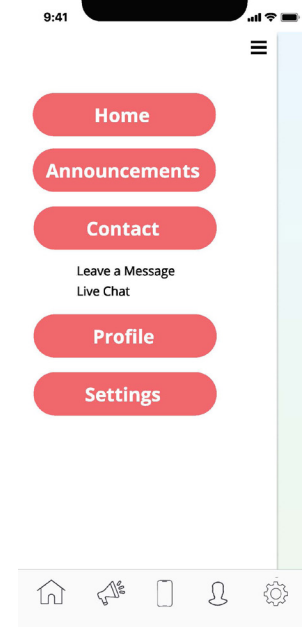 9:41
Home
Announcements
Contact
Leave a Message
Live Chat
Profile
Settings